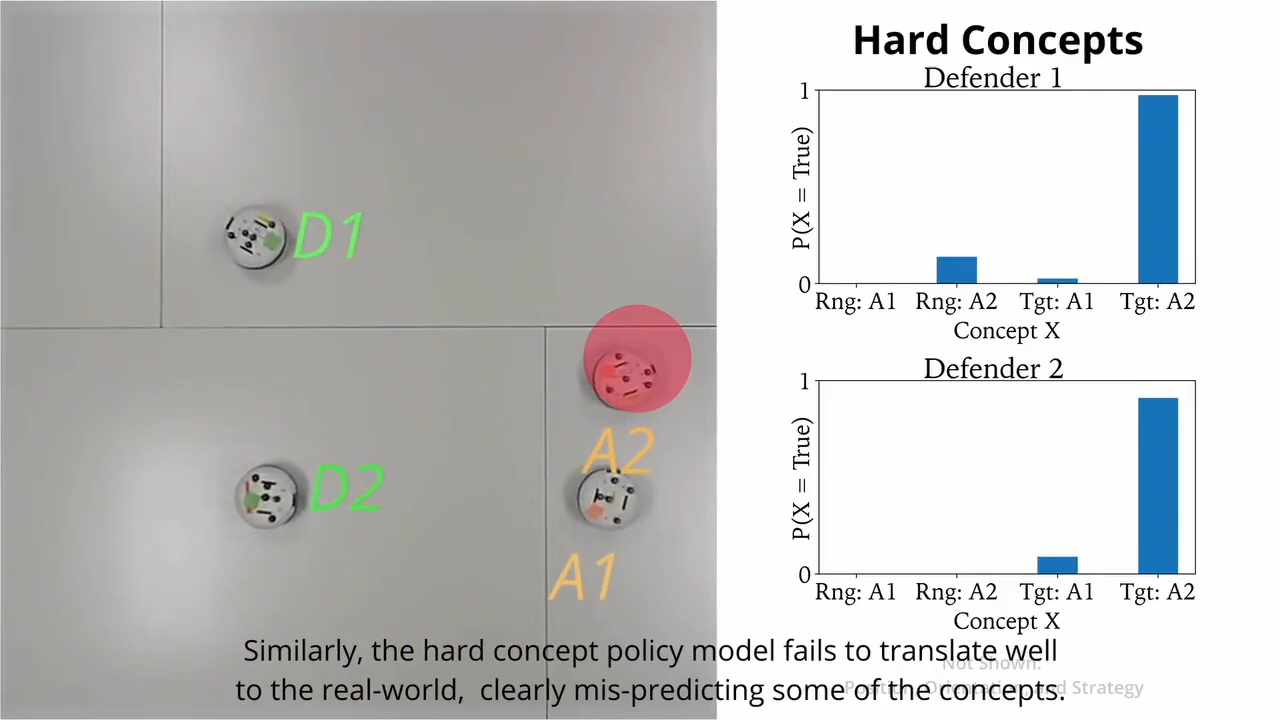 Hard Concepts
Defender 1
1
P(X = True)
0
Rng: A1 Rng: A2 Tgt: A1 Tgt: A2
Concept X
Defender 2
1
P(X = True)
0
Rng: A1 Rng: A2 Tgt: A1 Tgt: A2
Concept X
D1
A2
D2
A1
Not Shown:
Position, Orientation, and Strategy
Similarly, the hard concept policy model fails to translate well
to the real-world, clearly mis-predicting some of the concepts.